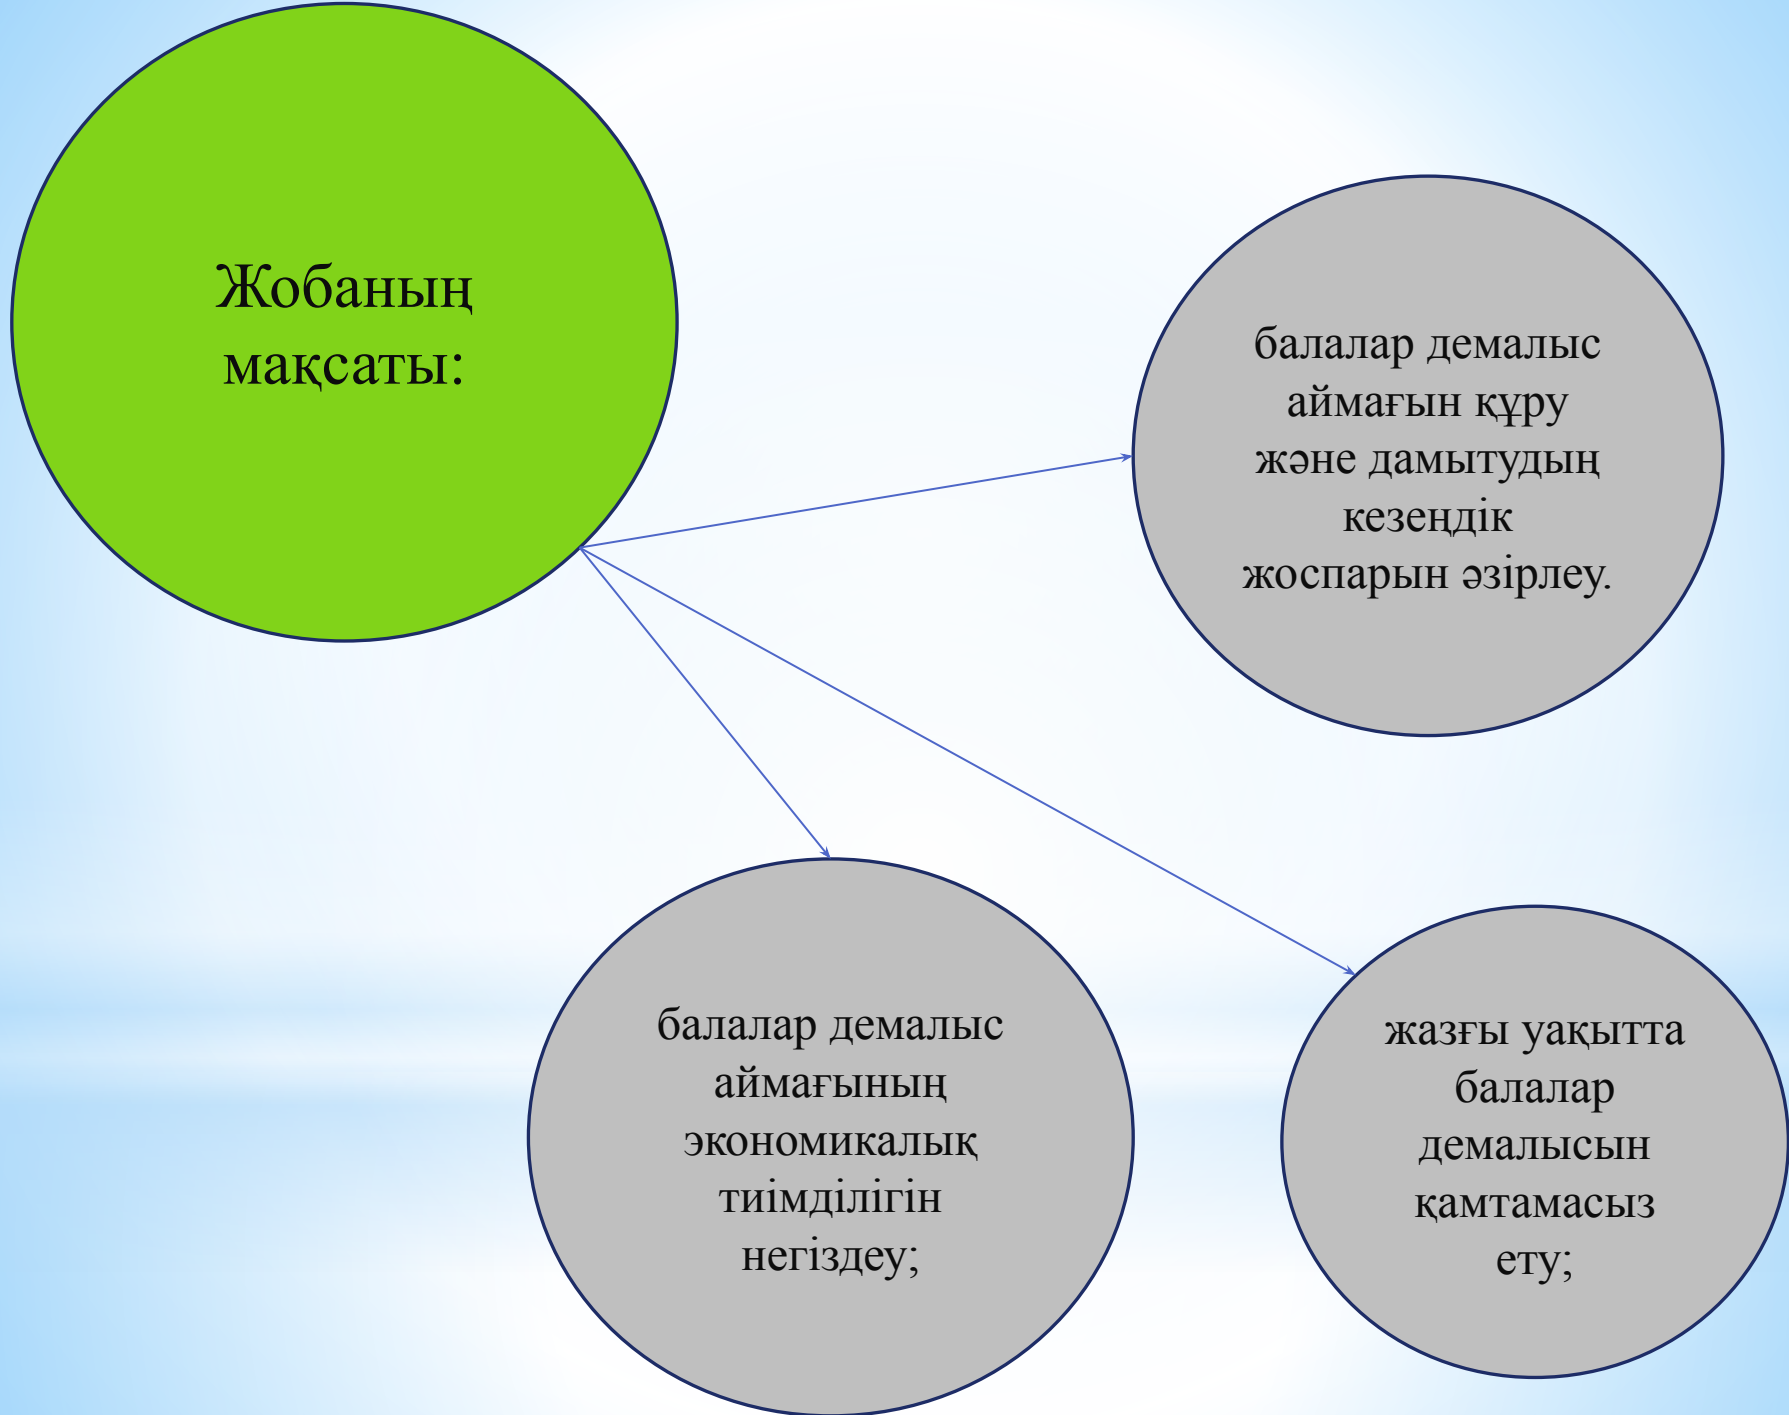 Жобаның
мақсаты:
балалар демалыс
аймағын құру
және дамытудың
кезеңдік
жоспарын әзірлеу.
балалар демалыс
аймағының
экономикалық
тиімділігін
негіздеу;
жазғы уақытта
балалар
демалысын
қамтамасыз
ету;